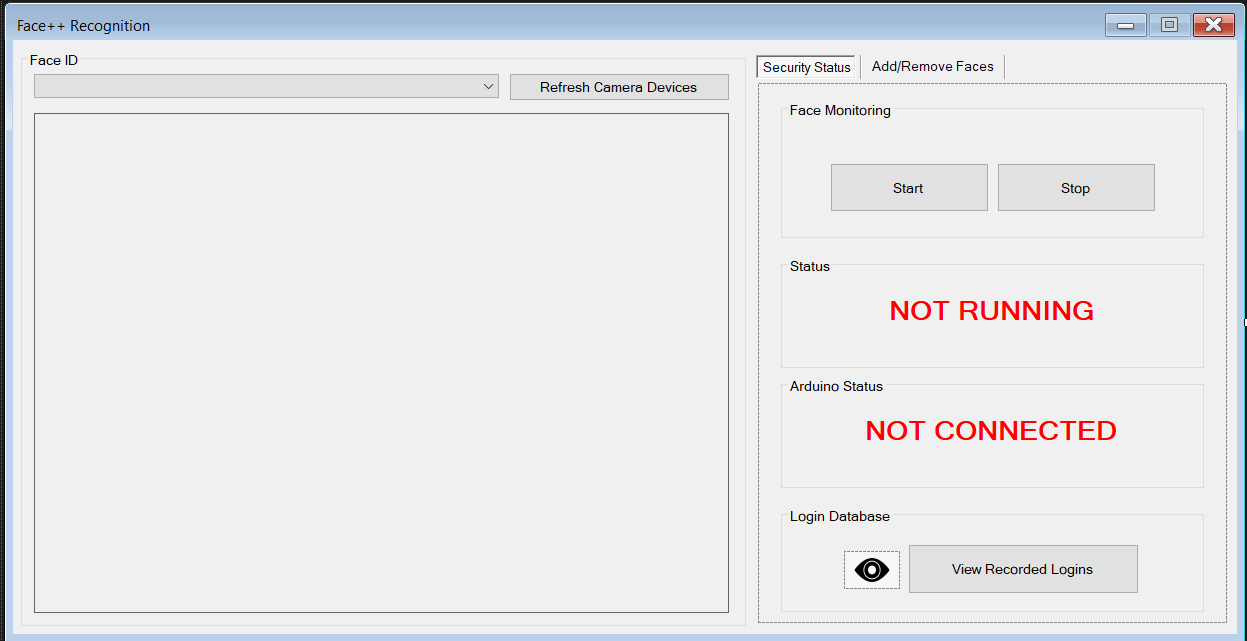 Face++ Recognition
Face ID
Refresh Camera Devices
Security Status
Add/Remove Faces
Face Monitoring
Start
Stop
Status
NOT RUNNING
Arduino Status
NOT CONNECTED
Login Database
View Recorded Logins